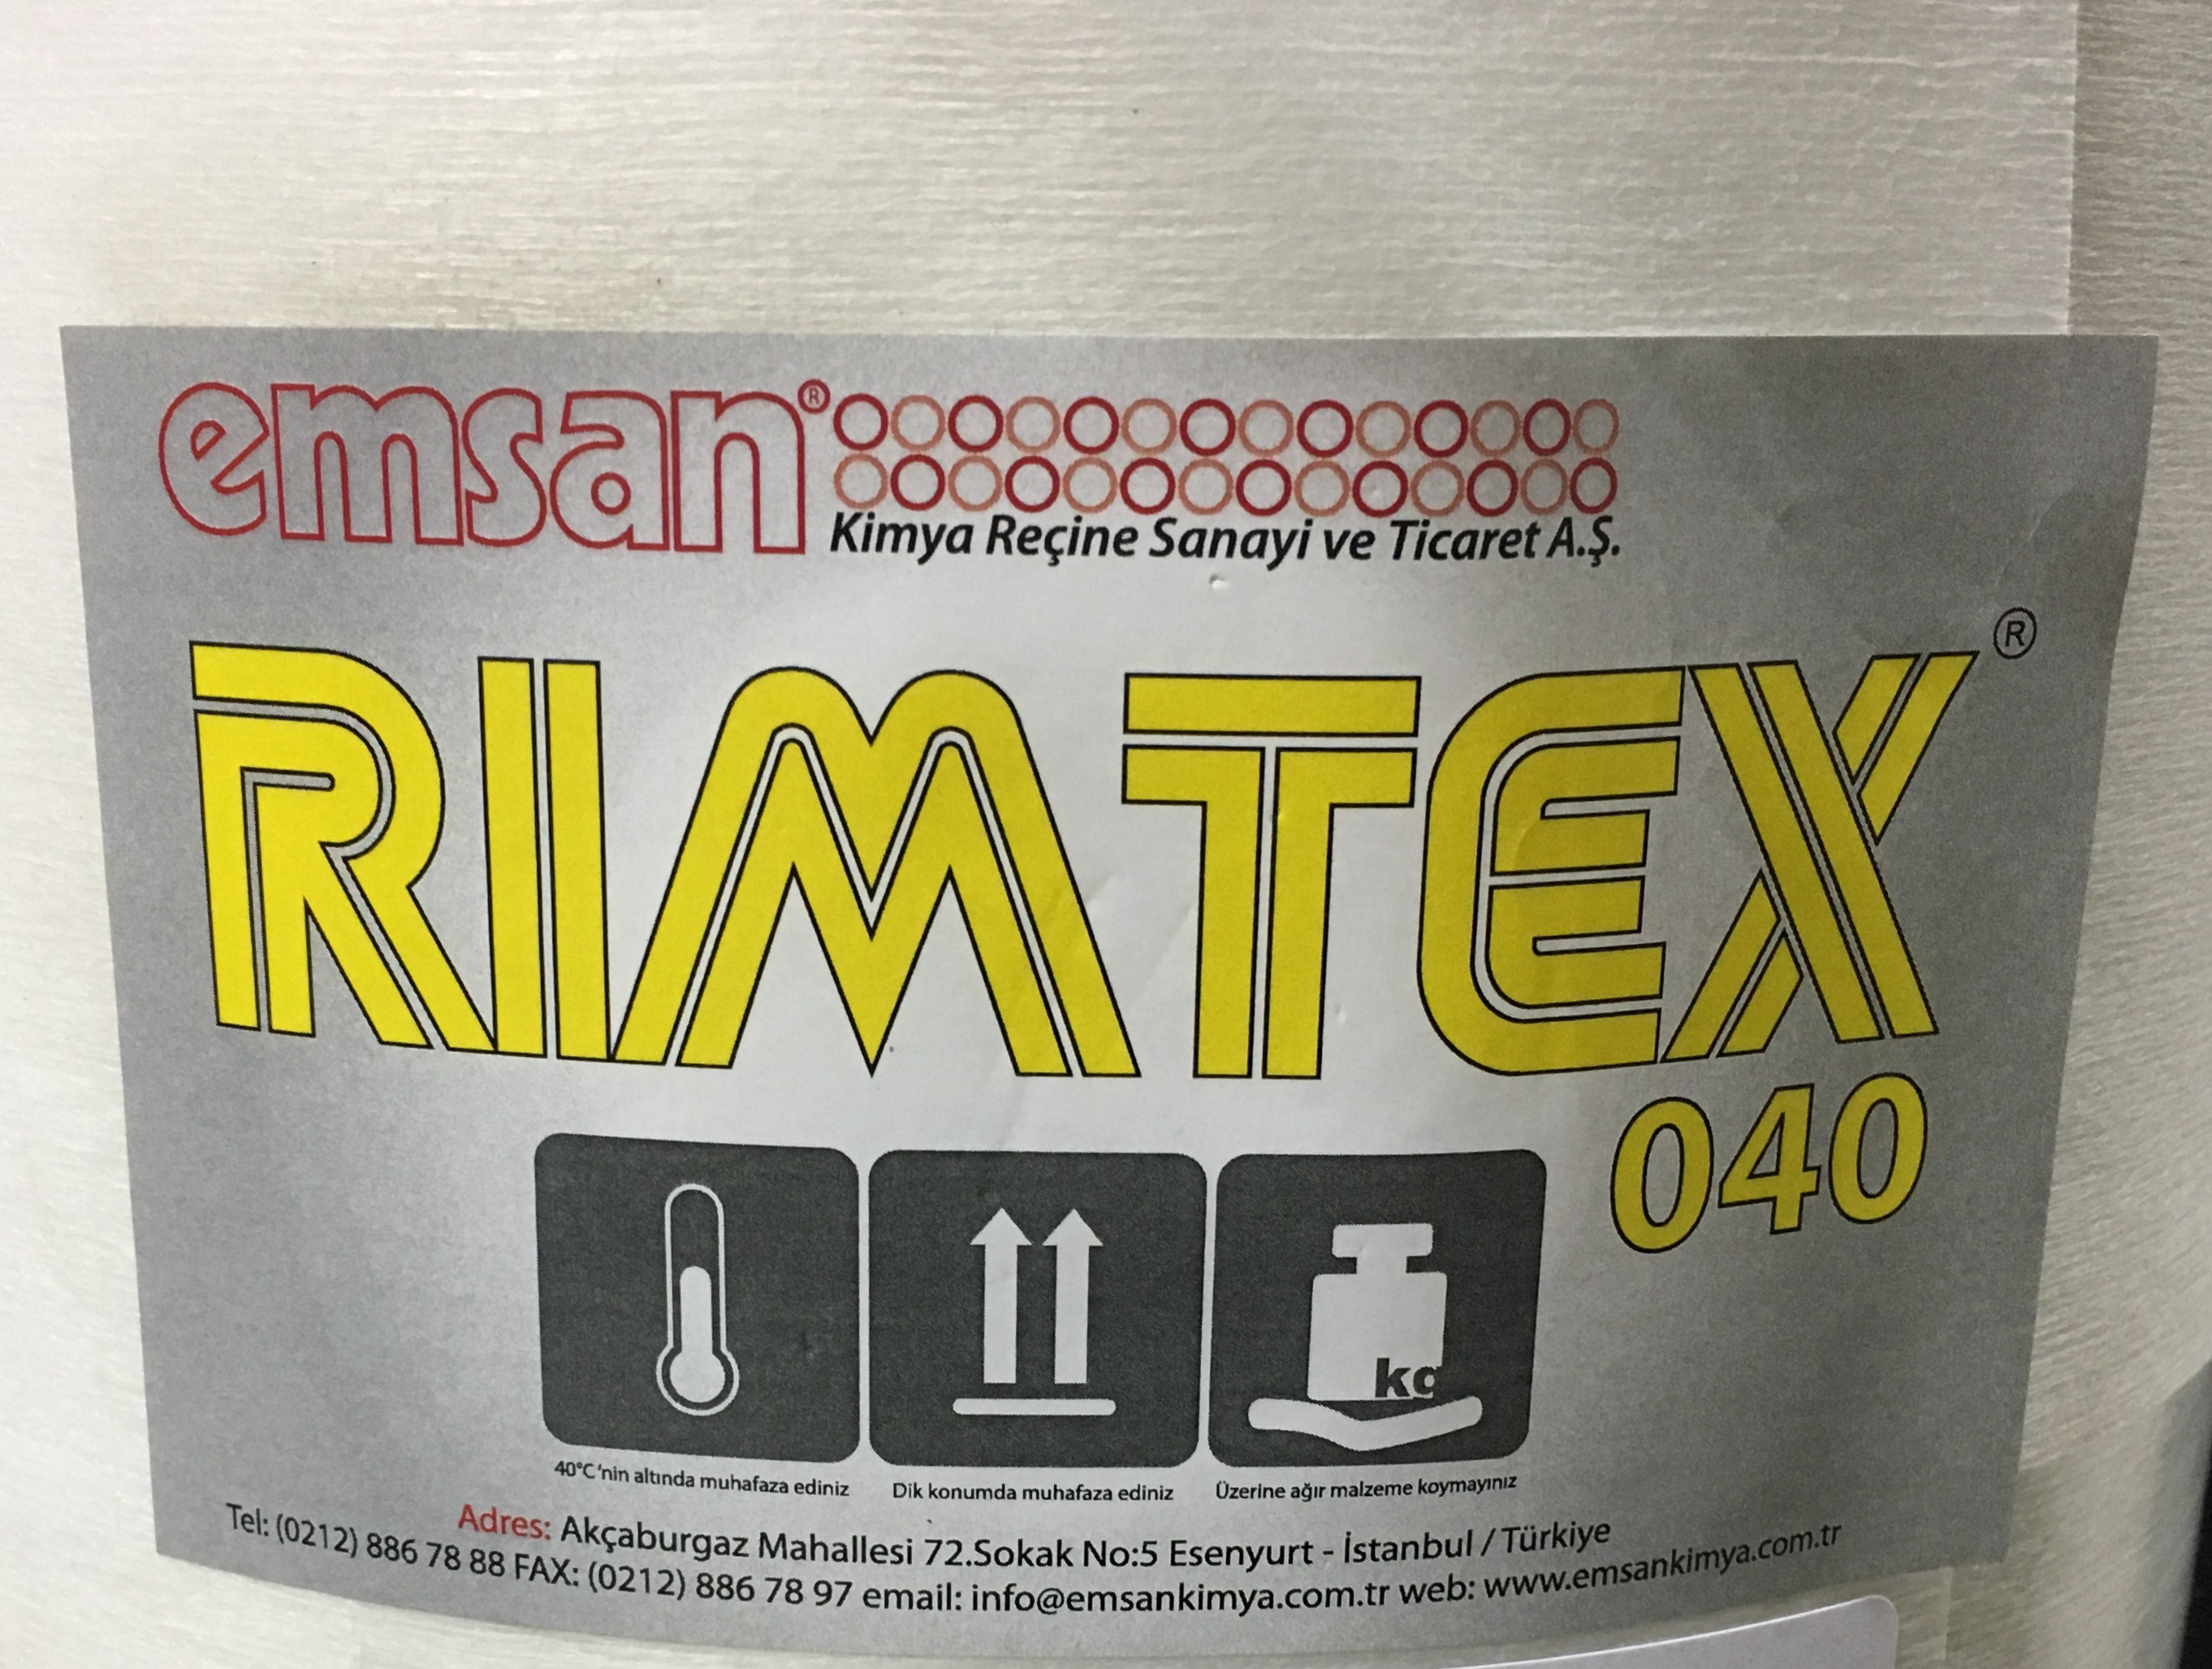 emsan®
Kimya Reçine Sanayi ve Ticaret A.Ş.
RIMTEX®
040
kg
40°C'nin altında muhafaza ediniz
Dik konumda muhafaza ediniz
Üzerine ağır malzeme koymayınız
Adres: Akçaburgaz Mahallesi 72.Sokak No:5 Esenyurt - İstanbul / Türkiye
Tel: (0212) 886 78 88 FAX: (0212) 886 78 97 email: info@emsankimya.com.tr web: www.emsankimya.com.tr